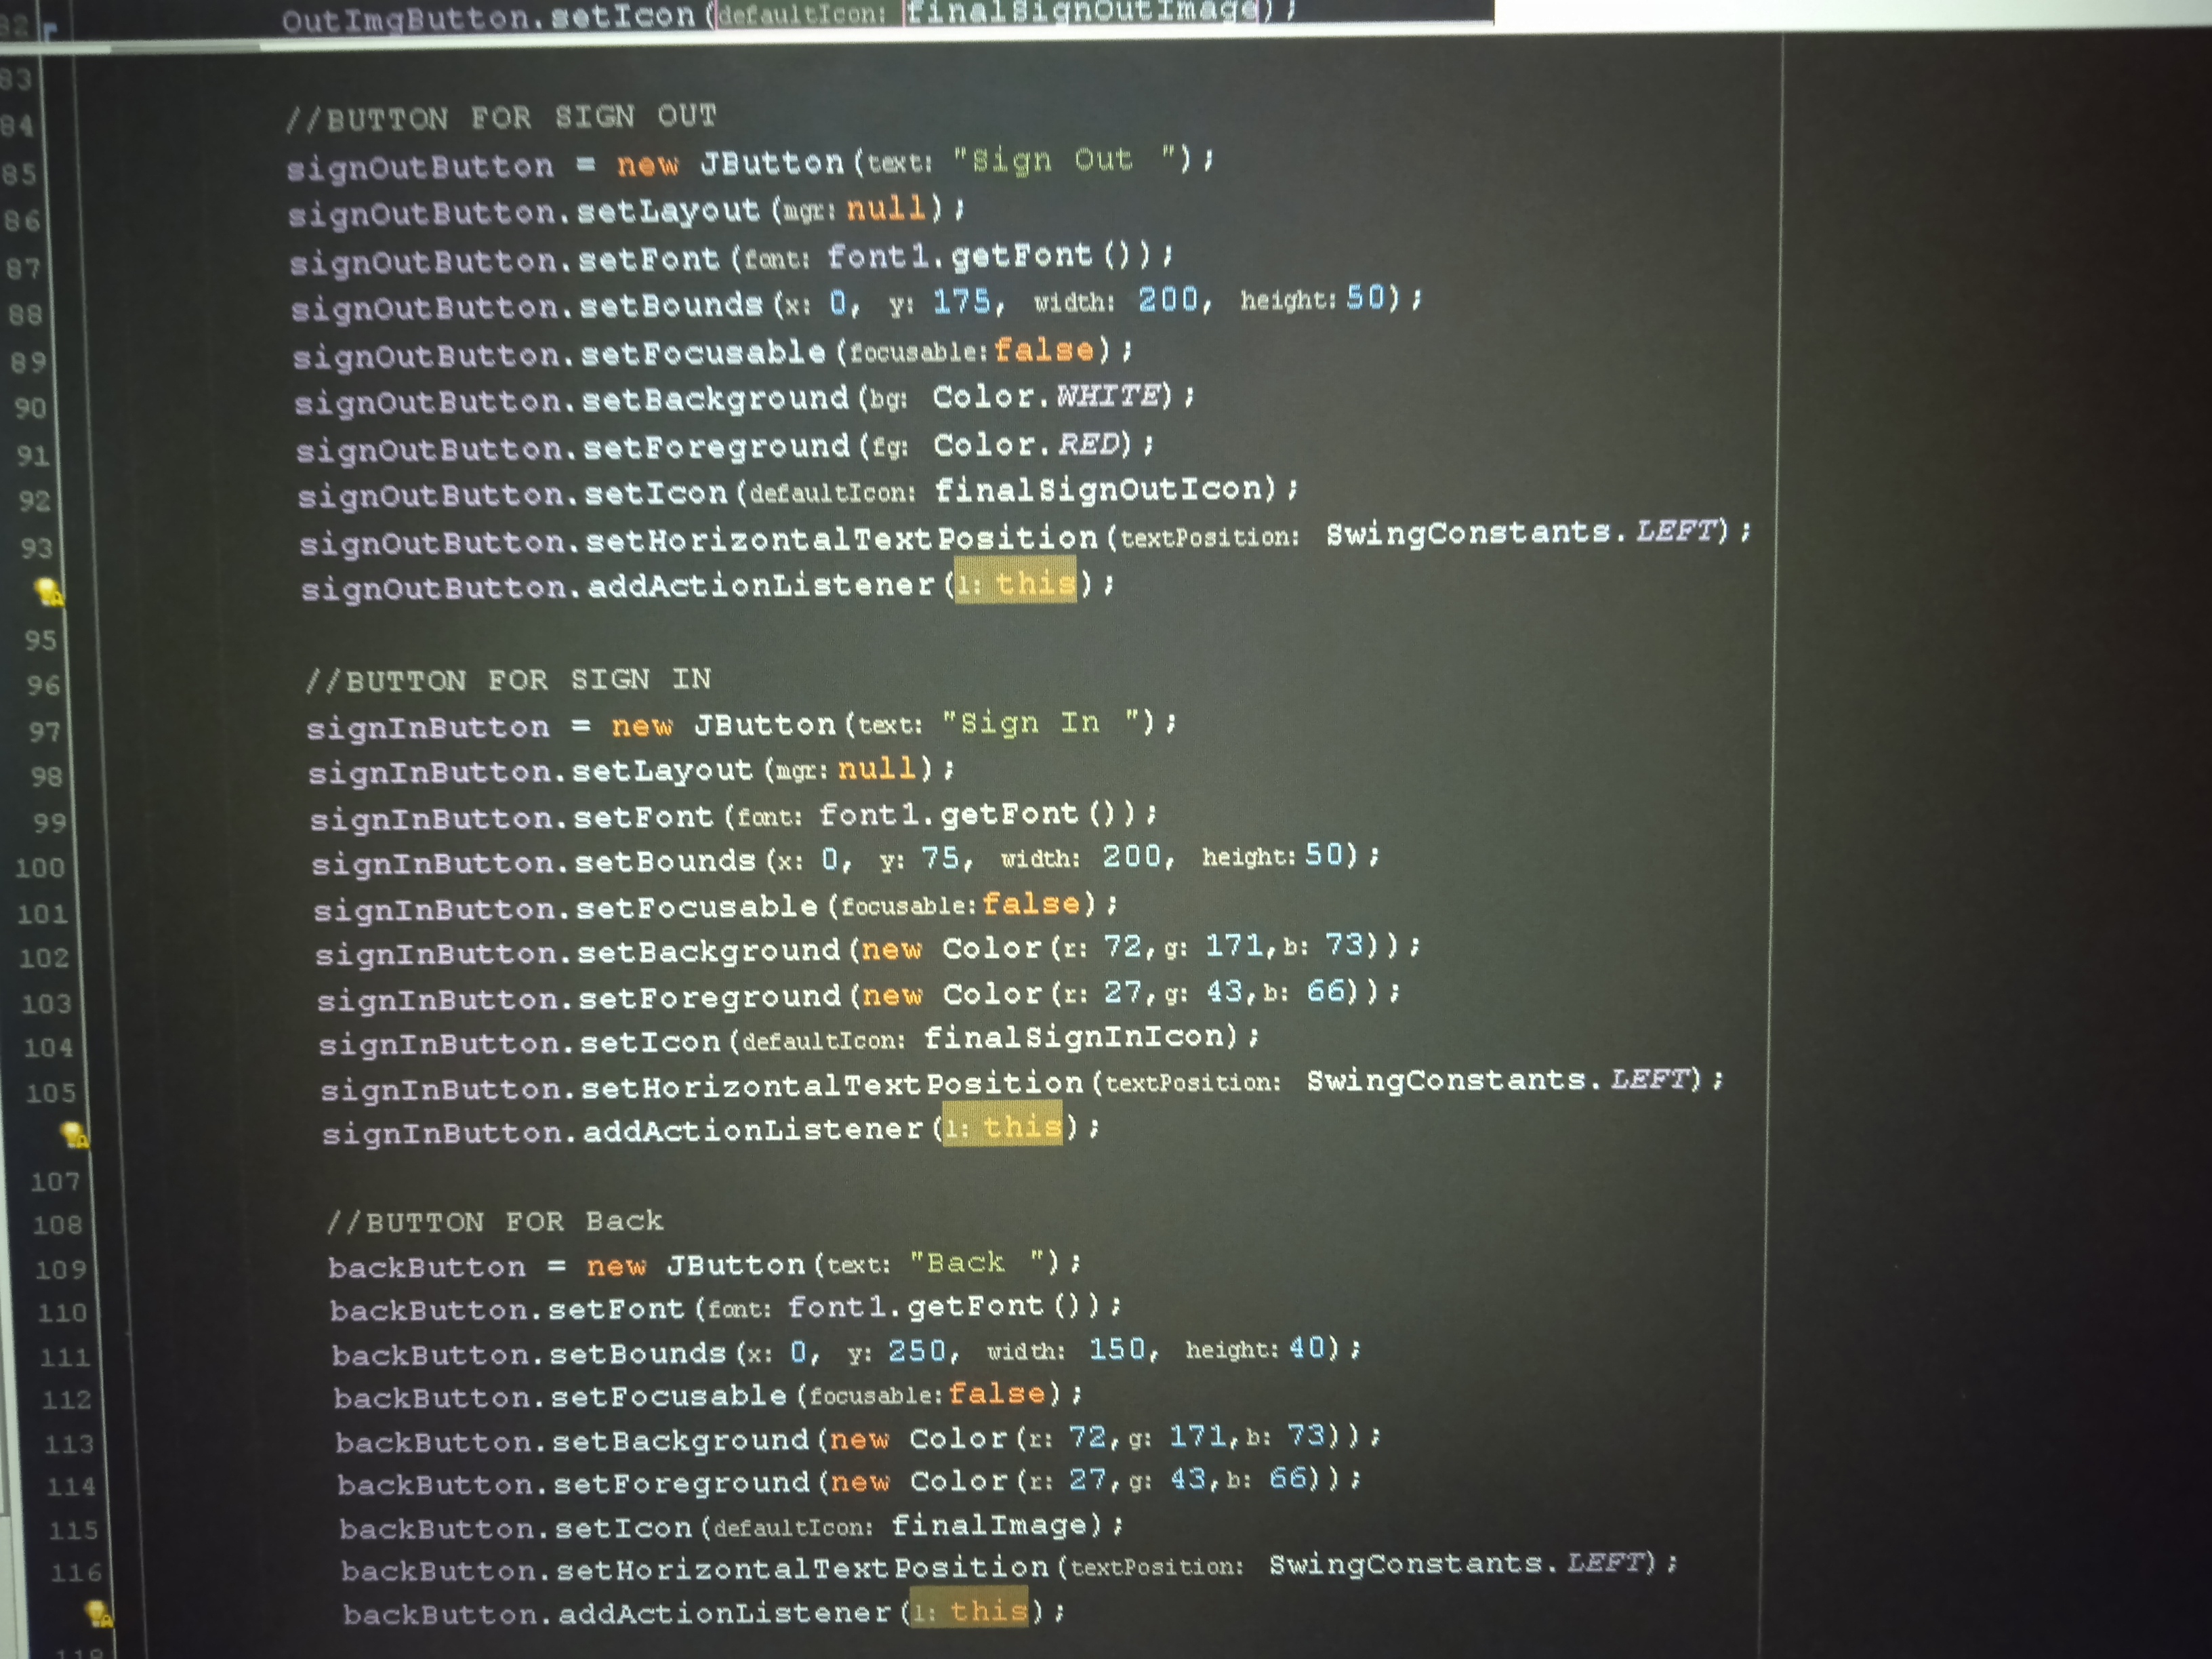 82 OutImgButton.setIcon(defaultIcon: finalSignOutImage);
83
84 //BUTTON FOR SIGN OUT
85 signOutButton = new JButton(text: "Sign Out ");
86 signOutButton.setLayout(mgr: null);
87 signOutButton.setFont(font: font1.getFont());
88 signOutButton.setBounds(x: 0, y: 175, width: 200, height: 50);
89 signOutButton.setFocusable(focusable: false);
90 signOutButton.setBackground(bg: Color.WHITE);
91 signOutButton.setForeground(fg: Color.RED);
92 signOutButton.setIcon(defaultIcon: finalSignOutIcon);
93 signOutButton.setHorizontalTextPosition(textPosition: SwingConstants.LEFT);
signOutButton.addActionListener(l: this);
95
96 //BUTTON FOR SIGN IN
97 signInButton = new JButton(text: "Sign In ");
98 signInButton.setLayout(mgr: null);
99 signInButton.setFont(font: font1.getFont());
100 signInButton.setBounds(x: 0, y: 75, width: 200, height: 50);
101 signInButton.setFocusable(focusable: false);
102 signInButton.setBackground(new Color(r: 72,g: 171,b: 73));
103 signInButton.setForeground(new Color(r: 27,g: 43,b: 66));
104 signInButton.setIcon(defaultIcon: finalSignInIcon);
105 signInButton.setHorizontalTextPosition(textPosition: SwingConstants.LEFT);
signInButton.addActionListener(l: this);
107
108 //BUTTON FOR Back
109 backButton = new JButton(text: "Back ");
110 backButton.setFont(font: font1.getFont());
111 backButton.setBounds(x: 0, y: 250, width: 150, height: 40);
112 backButton.setFocusable(focusable: false);
113 backButton.setBackground(new Color(r: 72,g: 171,b: 73));
114 backButton.setForeground(new Color(r: 27,g: 43,b: 66));
115 backButton.setIcon(defaultIcon: finalImage);
116 backButton.setHorizontalTextPosition(textPosition: SwingConstants.LEFT);
backButton.addActionListener(l: this);
118